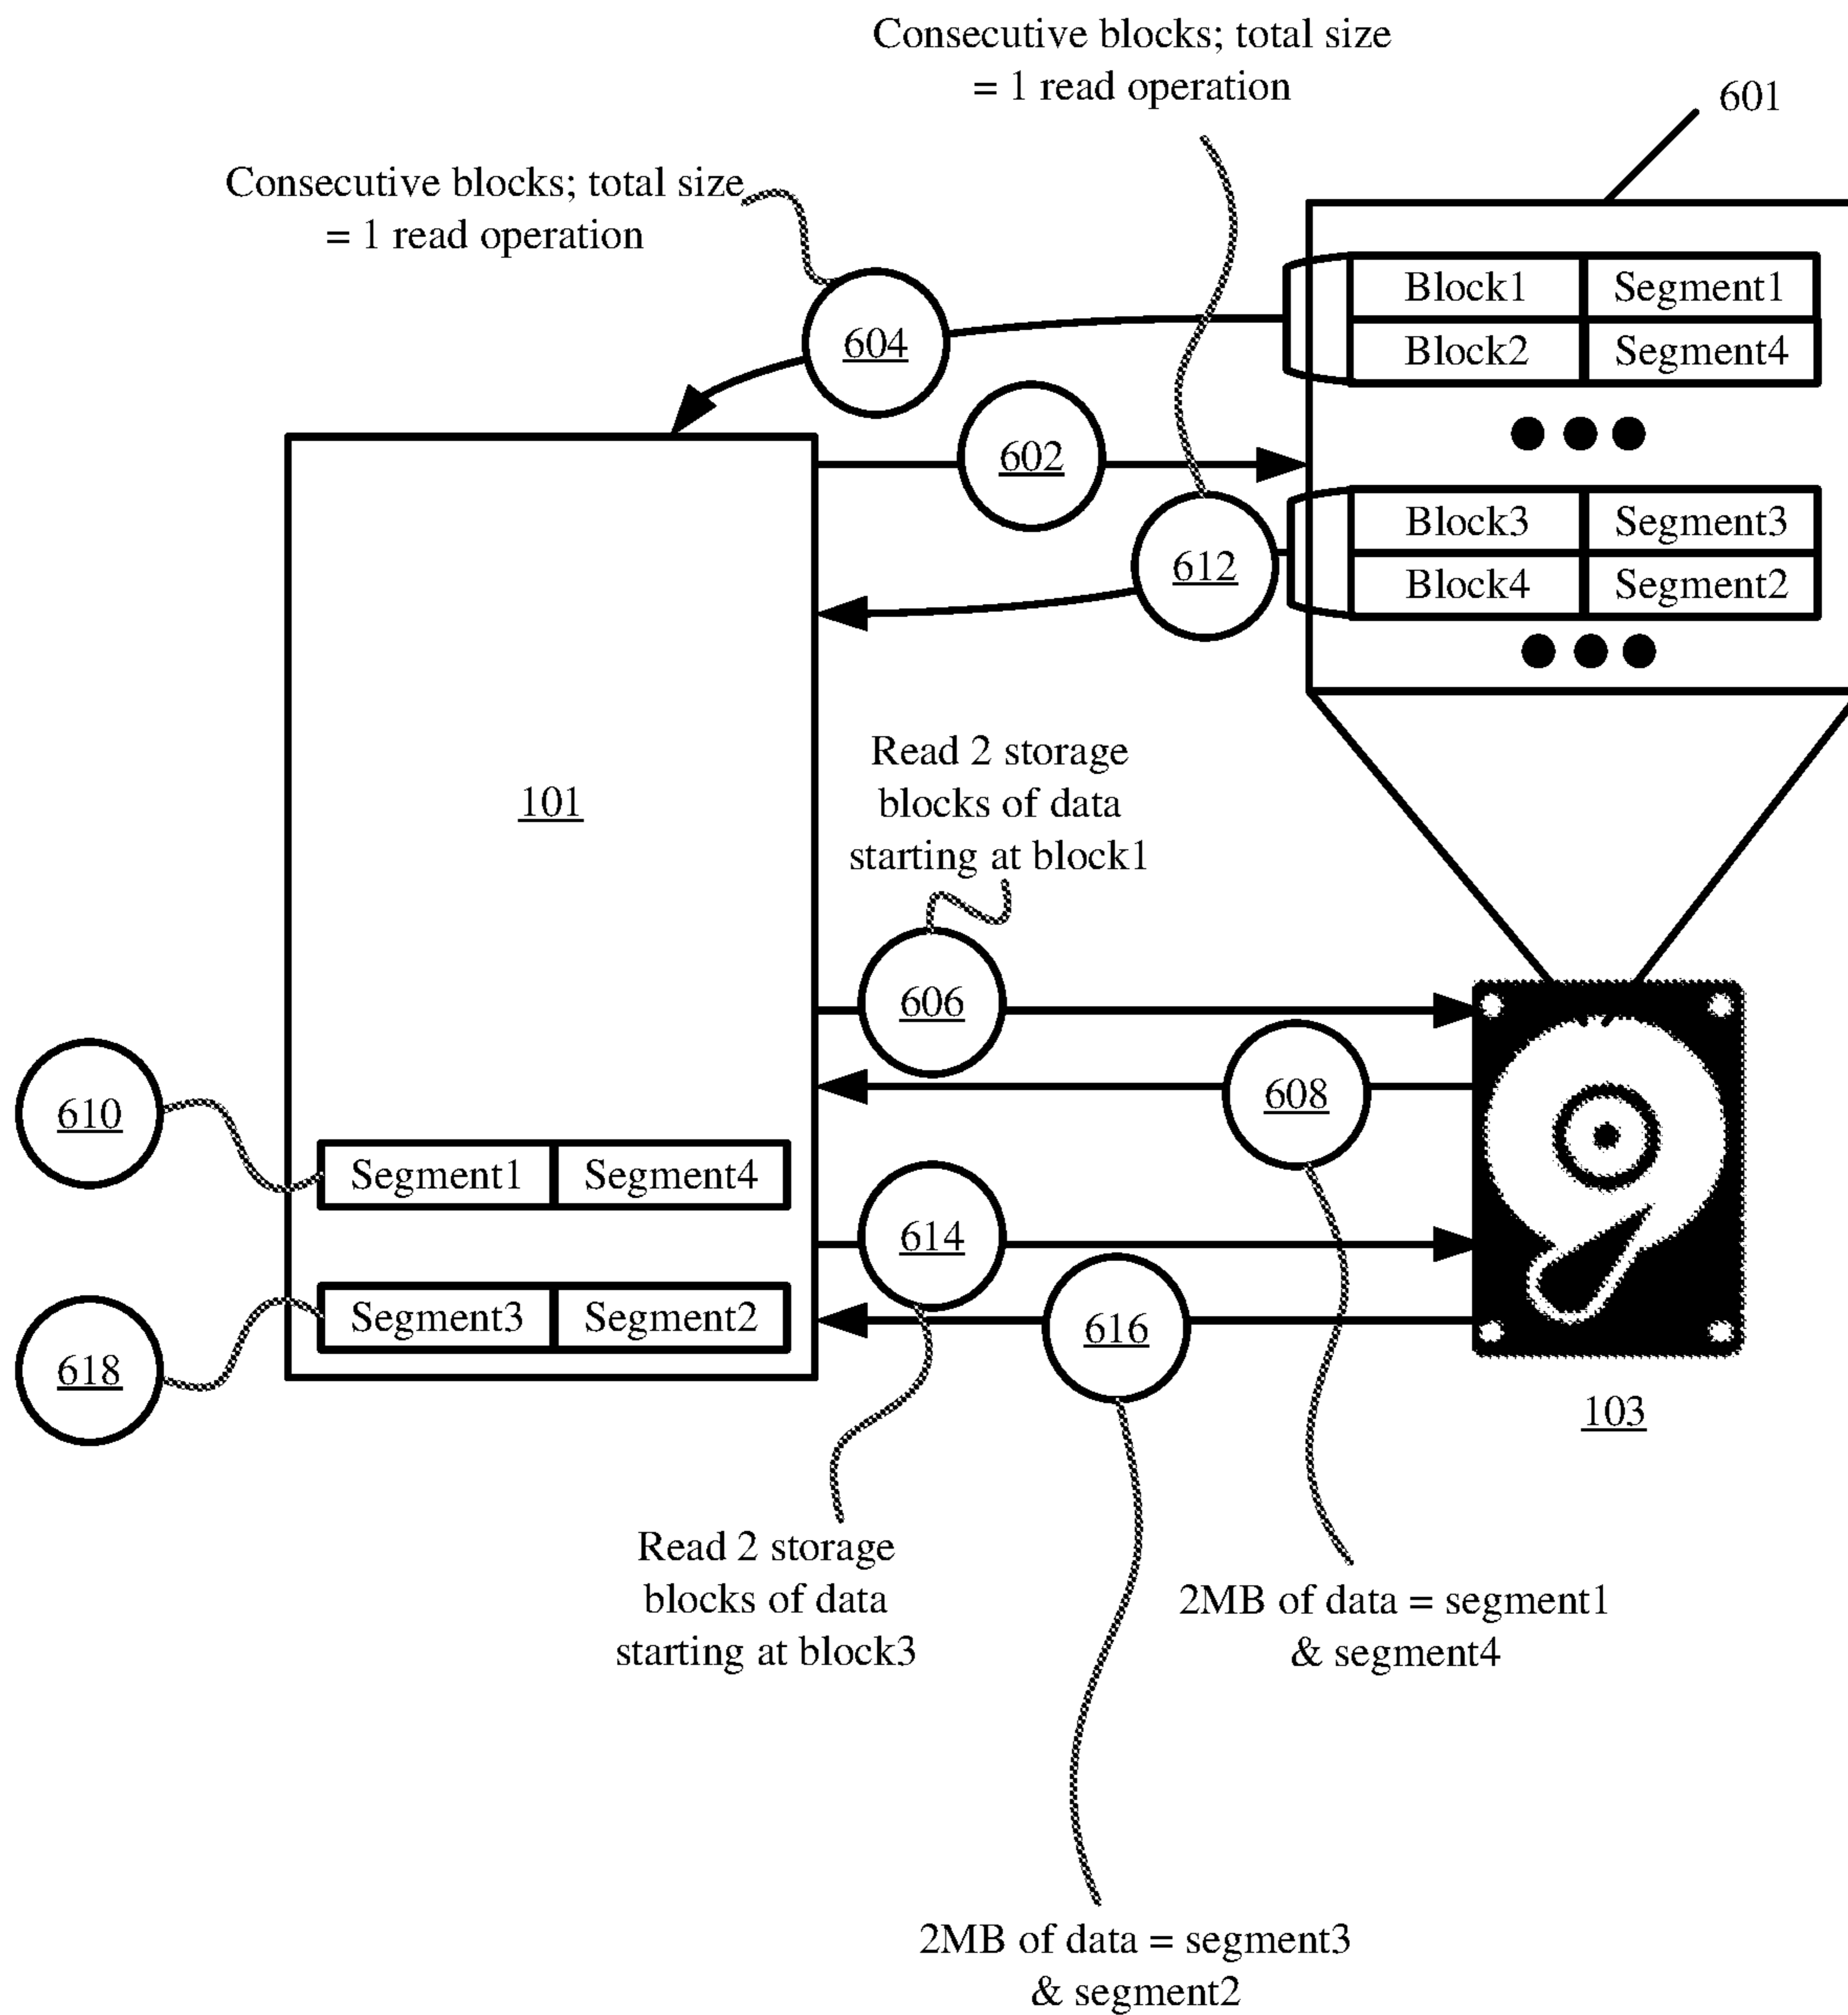 Consecutive blocks; total size
= 1 read operation
601
Consecutive blocks; total size
= 1 read operation
Block1 Segment1
604
Block2 Segment4
602
Block3 Segment3
612
Block4 Segment2
Read 2 storage
blocks of data
starting at block1
101
606
608
610
Segment1 Segment4
614
Segment3 Segment2
616
618
103
Read 2 storage
blocks of data
starting at block3
2MB of data = segment1
& segment4
2MB of data = segment3
& segment2